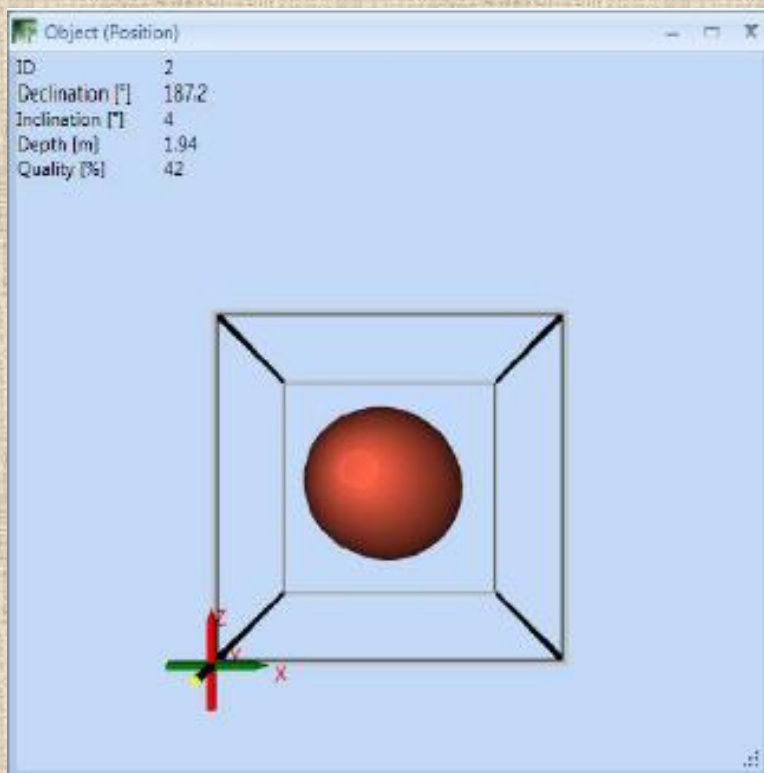 Object (Position)
ID 2
Declination [°] 187.2
Inclination [°] 4
Depth [m] 1.94
Quality [%] 42
Z
Y
X